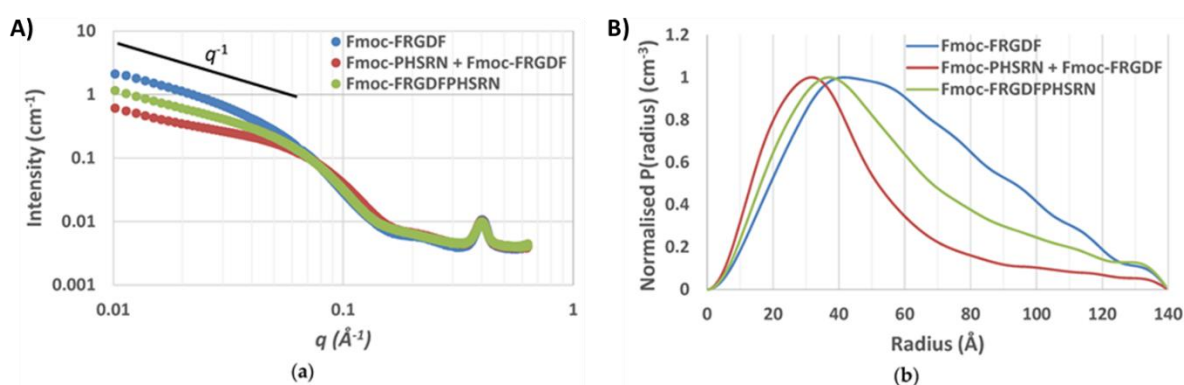 A)
10
1
0.1
0.01
0.001
Intensity (cm⁻¹)
q⁻¹
Fmoc-FRGDF
Fmoc-PHSRN + Fmoc-FRGDF
Fmoc-FRGDFPHSRN
0.01
0.1
1
q (Å⁻¹)
(a)
B)
1.2
1
0.8
0.6
0.4
0.2
0
Normalised P(radius) (cm⁻³)
Fmoc-FRGDF
Fmoc-PHSRN + Fmoc-FRGDF
Fmoc-FRGDFPHSRN
0 20 40 60 80 100 120 140
Radius (Å)
(b)